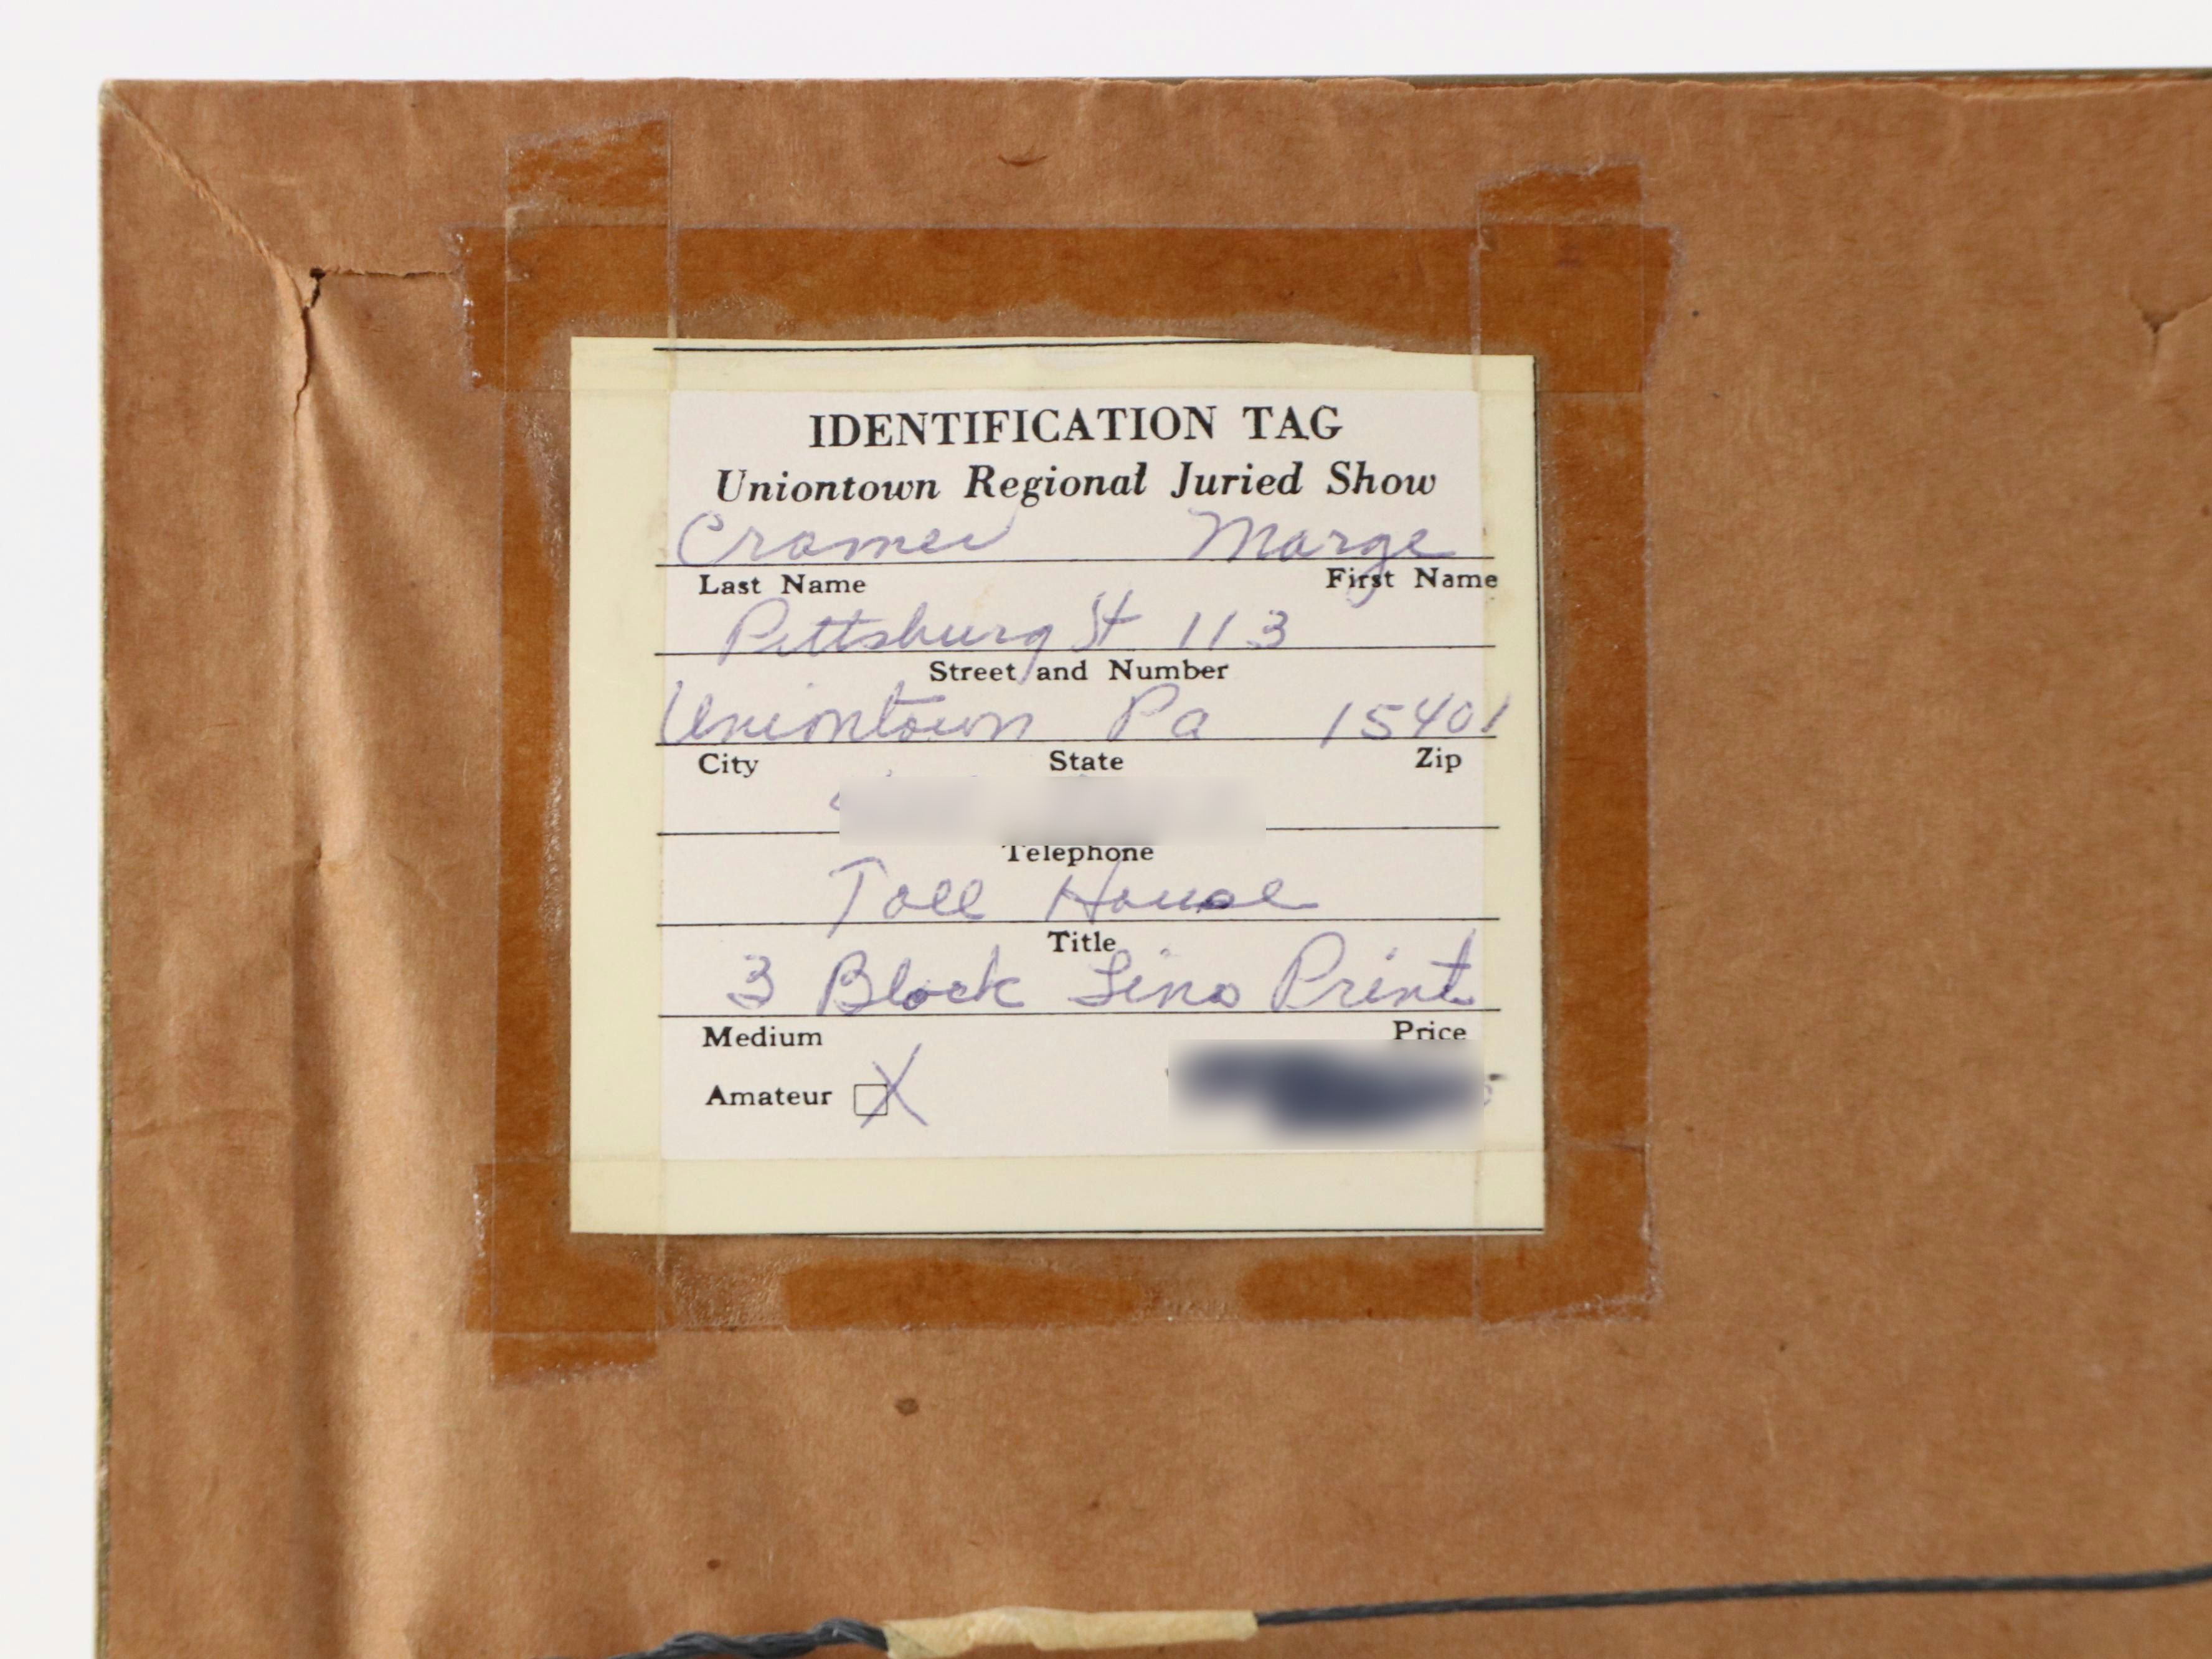 IDENTIFICATION TAG
Uniontown Regional Juried Show
Cramer Marge
Last Name First Name
Pittsburg St 113
Street and Number
Uniontown Pa 15401
City State Zip
Telephone
Toll House
Title
3 Block Lino Print
Medium Price
Amateur X